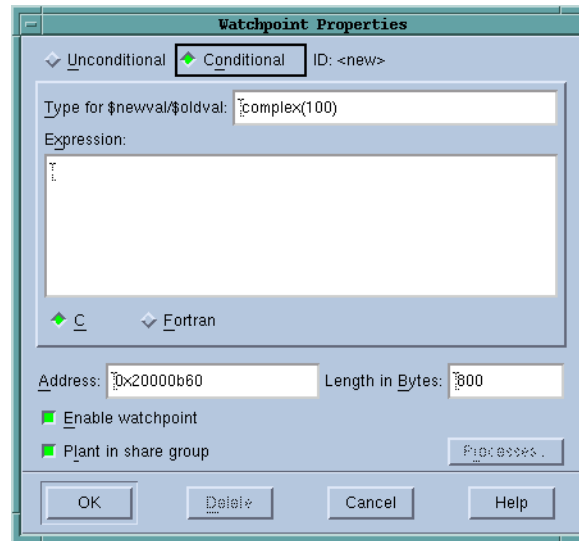 Watchpoint Properties
Unconditional Conditional ID: <new>
Type for $newval/$oldval: complex(100)
Expression:
C Fortran
Address: 0x20000b60 Length in Bytes: 800
Enable watchpoint
Plant in share group Processes.
OK Delete Cancel Help